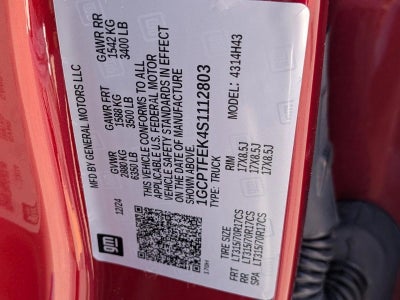 MFD BY GENERAL MOTORS LLC
GVWR GAWR FRT GAWR RR
2880 KG 1588 KG 1542 KG
6350 LB 3500 LB 3400 LB
THIS VEHICLE CONFORMS TO ALL
APPLICABLE U.S. FEDERAL MOTOR
VEHICLE SAFETY STANDARDS IN EFFECT
ON THE DATE OF MANUFACTURE
SHOWN ABOVE.
1GCPTFEK4S1112803
TYPE: TRUCK MODEL: 4314H43
12/24
gm
170H
TIRE SIZE RIM
FRT LT315/70R17CS 17X8.5J
RR LT315/70R17CS 17X8.5J
SPA LT315/70R17CS 17X8.5J